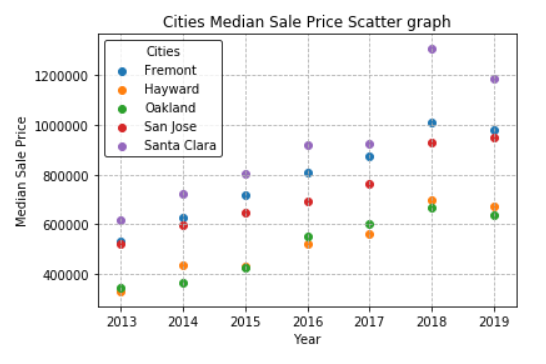 Cities Median Sale Price Scatter graph
Cities
Fremont
Hayward
Oakland
San Jose
Santa Clara
Median Sale Price
1200000
1000000
800000
600000
400000
2013 2014 2015 2016 2017 2018 2019
Year